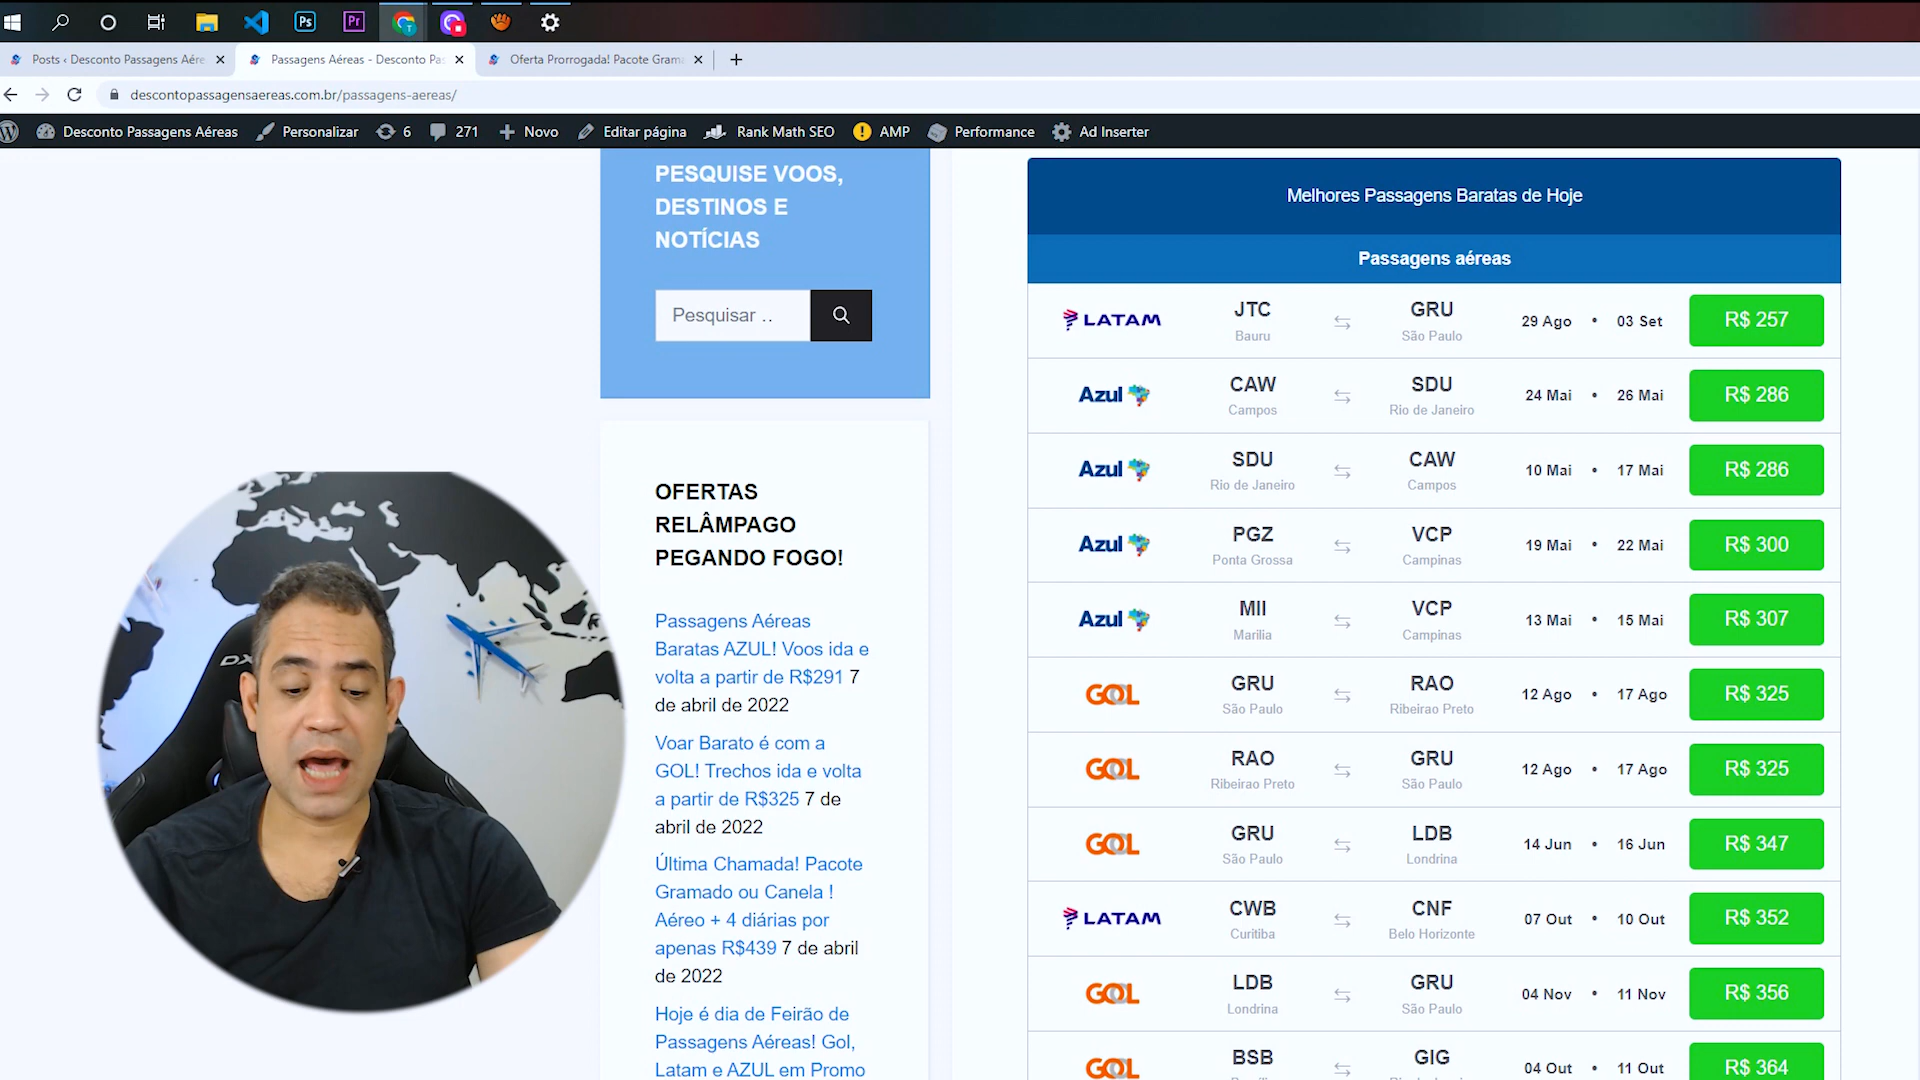 Ps
Pr
Posts ‹ Desconto Passagens Aére
Passagens Aéreas - Desconto Pas
Oferta Prorrogada! Pacote Grama
descontopassagensaereas.com.br/passagens-aereas/
Desconto Passagens Aéreas Personalizar 6 271 Novo Editar página Rank Math SEO AMP Performance Ad Inserter
PESQUISE VOOS,
DESTINOS E
NOTÍCIAS
Pesquisar ..
OFERTAS
RELÂMPAGO
PEGANDO FOGO!
Passagens Aéreas
Baratas AZUL! Voos ida e
volta a partir de R$291 7
de abril de 2022
Voar Barato é com a
GOL! Trechos ida e volta
a partir de R$325 7 de
abril de 2022
Última Chamada! Pacote
Gramado ou Canela !
Aéreo + 4 diárias por
apenas R$439 7 de abril
de 2022
Hoje é dia de Feirão de
Passagens Aéreas! Gol,
Latam e AZUL em Promo
Melhores Passagens Baratas de Hoje
Passagens aéreas
LATAM JTC GRU 29 Ago • 03 Set R$ 257
Bauru São Paulo
Azul CAW SDU 24 Mai • 26 Mai R$ 286
Campos Rio de Janeiro
Azul SDU CAW 10 Mai • 17 Mai R$ 286
Rio de Janeiro Campos
Azul PGZ VCP 19 Mai • 22 Mai R$ 300
Ponta Grossa Campinas
Azul MII VCP 13 Mai • 15 Mai R$ 307
Marilia Campinas
GOL GRU RAO 12 Ago • 17 Ago R$ 325
São Paulo Ribeirao Preto
GOL RAO GRU 12 Ago • 17 Ago R$ 325
Ribeirao Preto São Paulo
GOL GRU LDB 14 Jun • 16 Jun R$ 347
São Paulo Londrina
LATAM CWB CNF 07 Out • 10 Out R$ 352
Curitiba Belo Horizonte
GOL LDB GRU 04 Nov • 11 Nov R$ 356
Londrina São Paulo
GOL BSB GIG 04 Out • 11 Out R$ 364